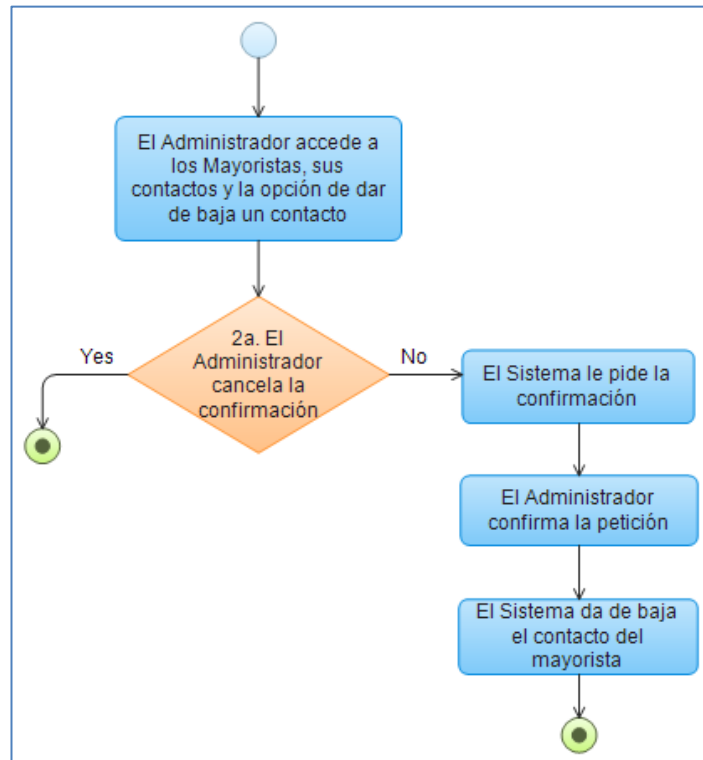 El Administrador accede a
los Mayoristas, sus
contactos y la opción de dar
de baja un contacto
2a. El
Administrador
cancela la
confirmación
Yes
No
El Sistema le pide la
confirmación
El Administrador
confirma la petición
El Sistema da de baja
el contacto del
mayorista